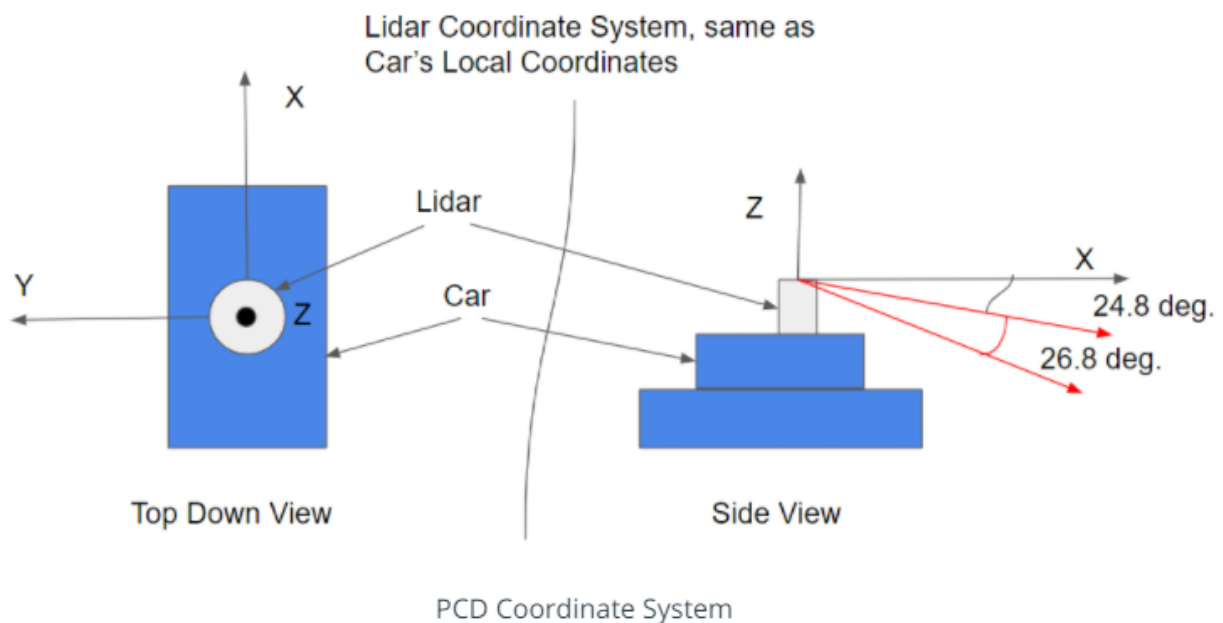 Lidar Coordinate System, same as
Car's Local Coordinates
X
Lidar
Z
Y
Z
Car
X
24.8 deg.
26.8 deg.
Top Down View
Side View
PCD Coordinate System